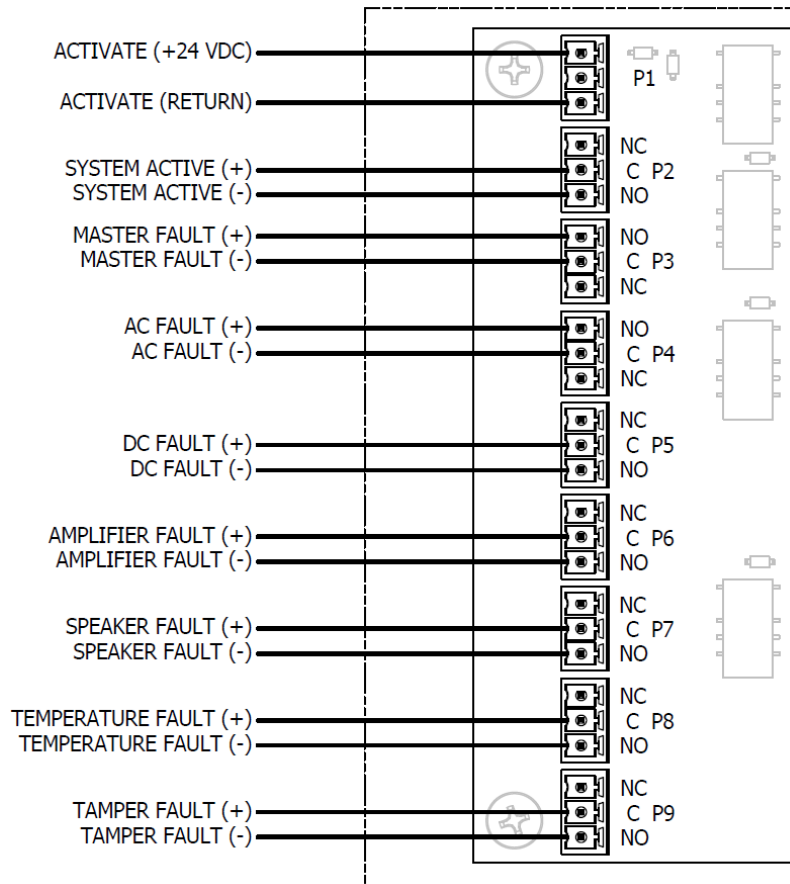 ACTIVATE (+24 VDC)
P1
ACTIVATE (RETURN)
NC
SYSTEM ACTIVE (+) C P2
SYSTEM ACTIVE (-) NO
MASTER FAULT (+) NO
MASTER FAULT (-) C P3
NC
AC FAULT (+) NO
AC FAULT (-) C P4
NC
NC
DC FAULT (+) C P5
DC FAULT (-) NO
NC
AMPLIFIER FAULT (+) C P6
AMPLIFIER FAULT (-) NO
NC
SPEAKER FAULT (+) C P7
SPEAKER FAULT (-) NO
NC
TEMPERATURE FAULT (+) C P8
TEMPERATURE FAULT (-) NO
NC
TAMPER FAULT (+) C P9
TAMPER FAULT (-) NO